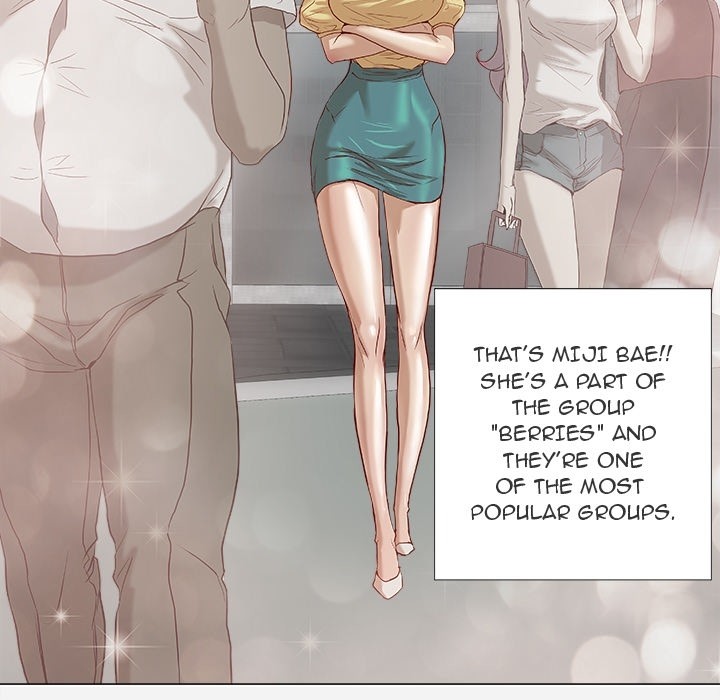 THAT'S MIJI BAE!!
SHE'S A PART OF
THE GROUP
"BERRIES" AND
THEY'RE ONE
OF THE MOST
POPULAR GROUPS.